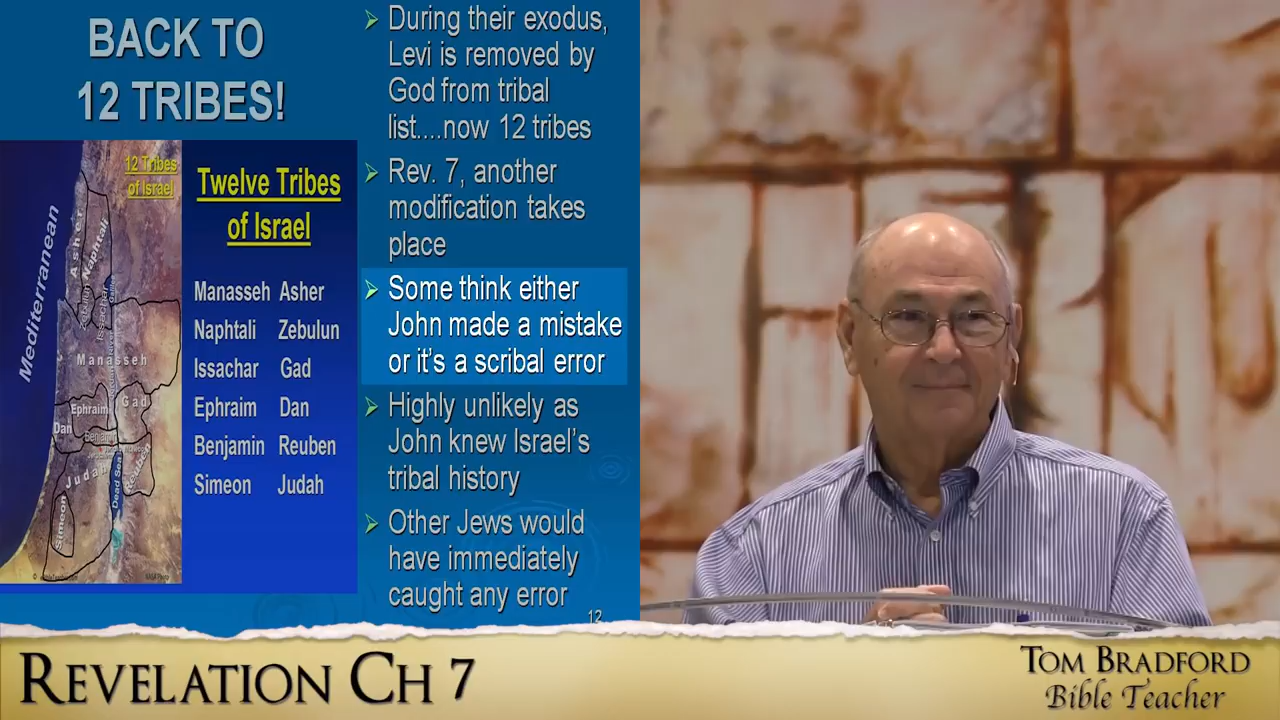 BACK TO
12 TRIBES!
12 Tribes
of Israel
Mediterranean
Asher
Naphtali
Manasseh
Ephraim
Gad
Dan
Judah
Simeon
Dead Sea
Twelve Tribes
of Israel
Manasseh Asher
Naphtali Zebulun
Issachar Gad
Ephraim Dan
Benjamin Reuben
Simeon Judah
During their exodus,
Levi is removed by
God from tribal
list....now 12 tribes
Rev. 7, another
modification takes
place
Some think either
John made a mistake
or it's a scribal error
Highly unlikely as
John knew Israel's
tribal history
Other Jews would
have immediately
caught any error
12
REVELATION CH 7
TOM BRADFORD
Bible Teacher